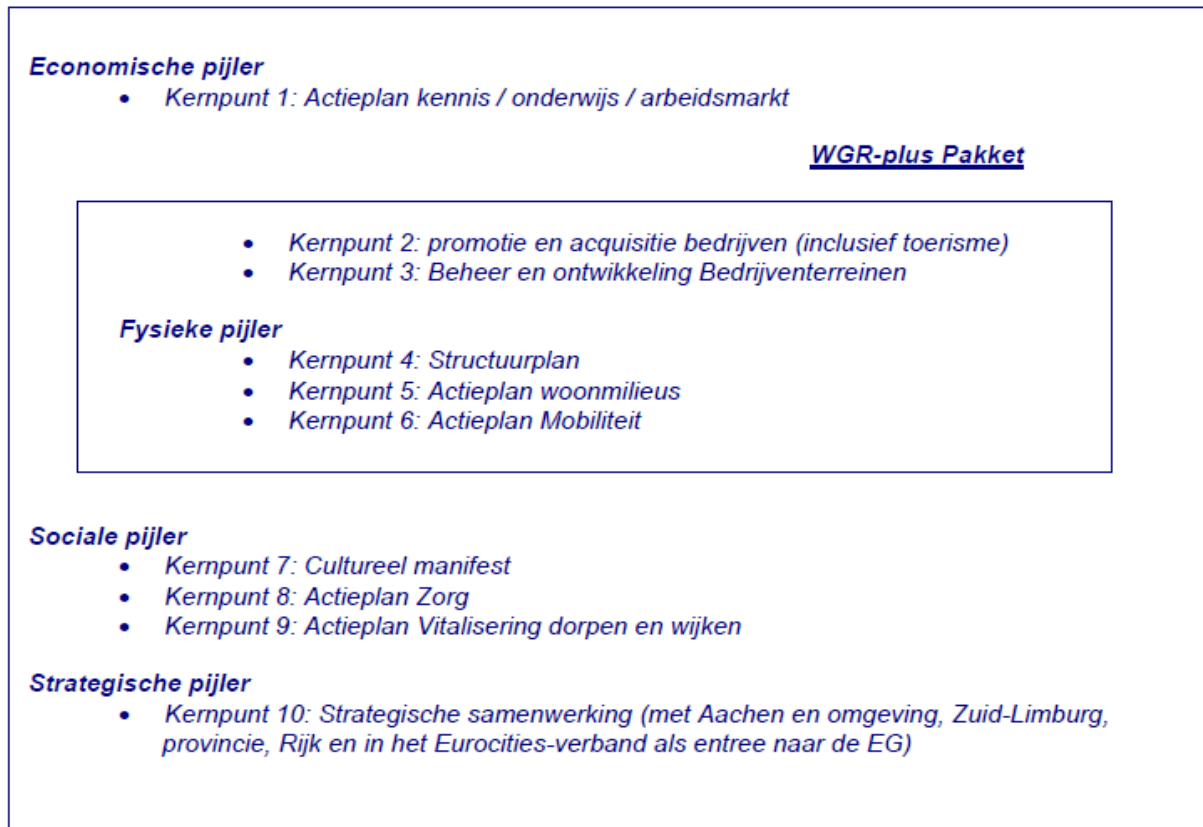 Economische pijler
• Kernpunt 1: Actieplan kennis / onderwijs / arbeidsmarkt
WGR-plus Pakket
• Kernpunt 2: promotie en acquisitie bedrijven (inclusief toerisme)
• Kernpunt 3: Beheer en ontwikkeling Bedrijventerreinen
Fysieke pijler
• Kernpunt 4: Structuurplan
• Kernpunt 5: Actieplan woonmilieus
• Kernpunt 6: Actieplan Mobiliteit
Sociale pijler
• Kernpunt 7: Cultureel manifest
• Kernpunt 8: Actieplan Zorg
• Kernpunt 9: Actieplan Vitalisering dorpen en wijken
Strategische pijler
• Kernpunt 10: Strategische samenwerking (met Aachen en omgeving, Zuid-Limburg,
provincie, Rijk en in het Eurocities-verband als entree naar de EG)